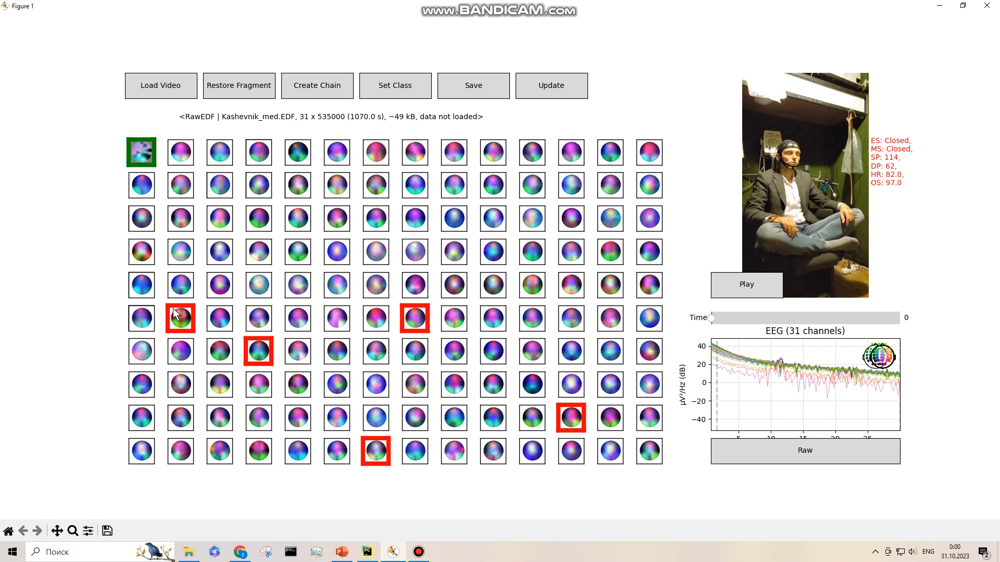 Figure 1
www.BANDICAM.com
Load Video
Restore Fragment
Create Chain
Set Class
Save
Update
<RawEDF | Kashevnik_med.EDF, 31 x 535000 (1070.0 s), ~49 kB, data not loaded>
ES: Closed,
MS: Closed,
SP: 114,
DP: 62,
HR: 82.0,
OS: 97.0
Play
Time
0
EEG (31 channels)
µV²/Hz (dB)
40
20
0
−20
−40
5
10
15
20
25
Raw
Поиск
ENG
0:00
31.10.2023
2